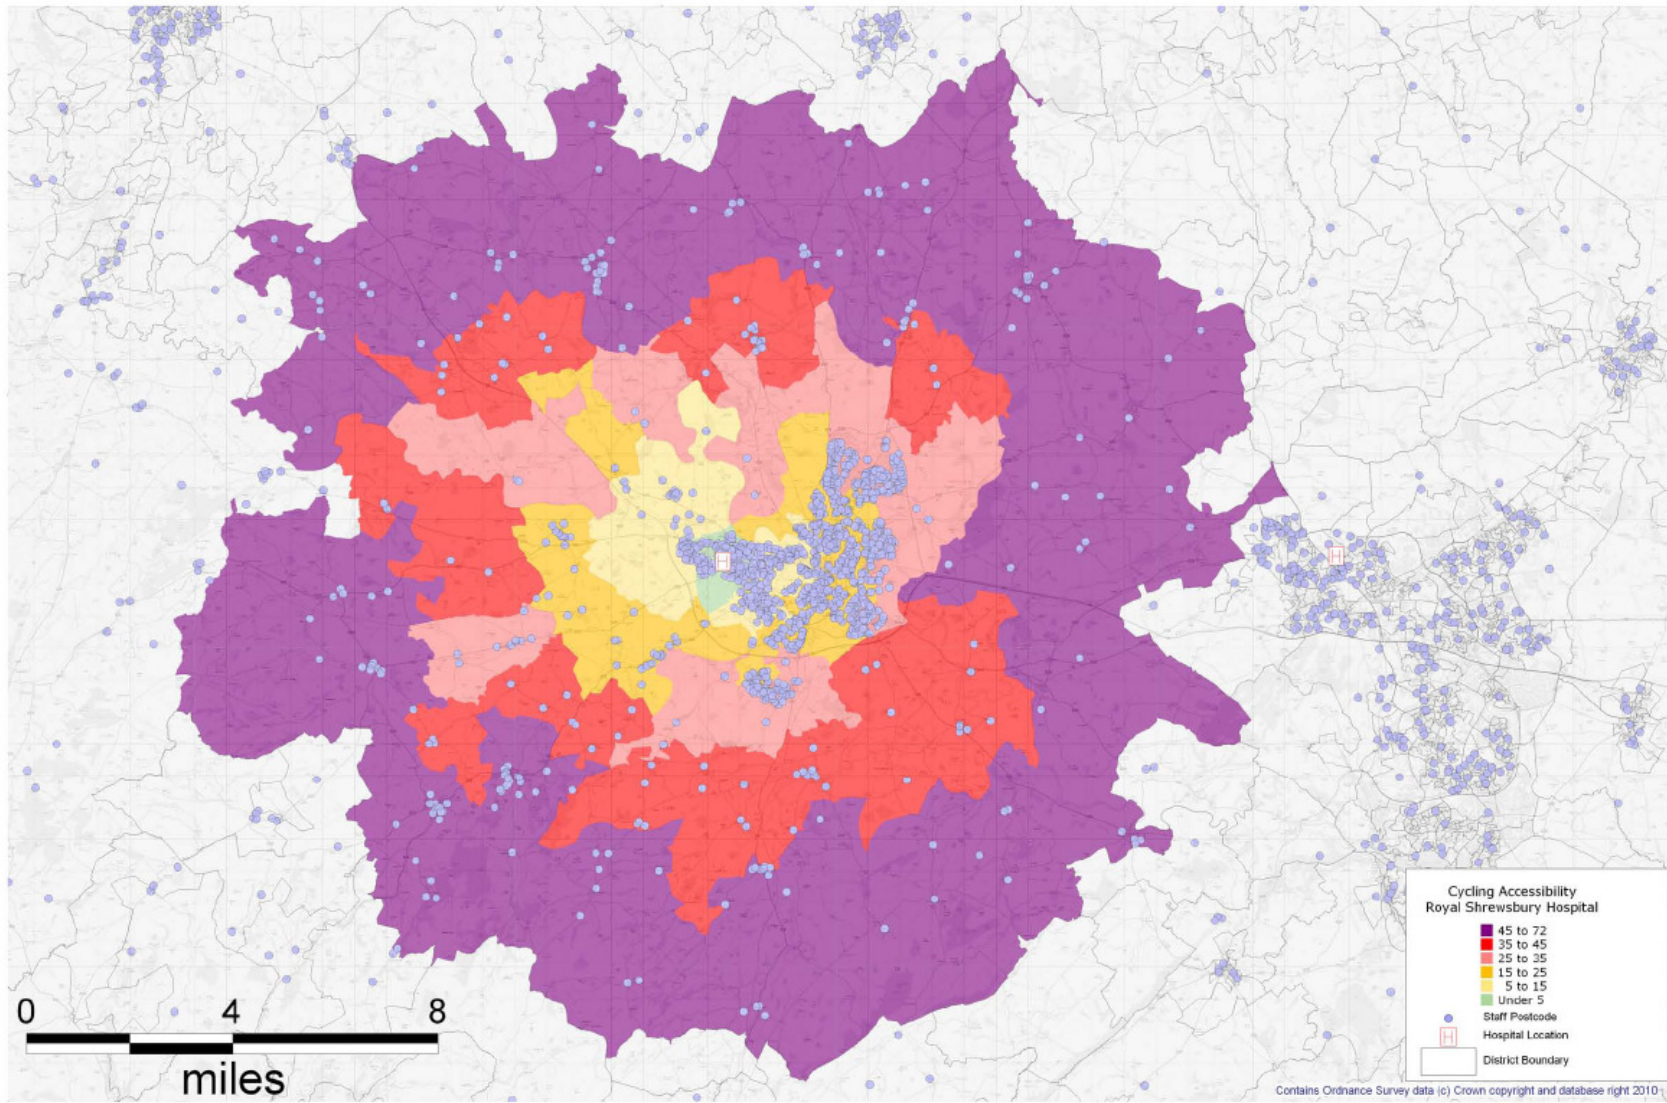 H
H
0 4 8
miles
Cycling Accessibility
Royal Shrewsbury Hospital
45 to 72
35 to 45
25 to 35
15 to 25
5 to 15
Under 5
Staff Postcode
H Hospital Location
District Boundary
Contains Ordnance Survey data (c) Crown copyright and database right 2010